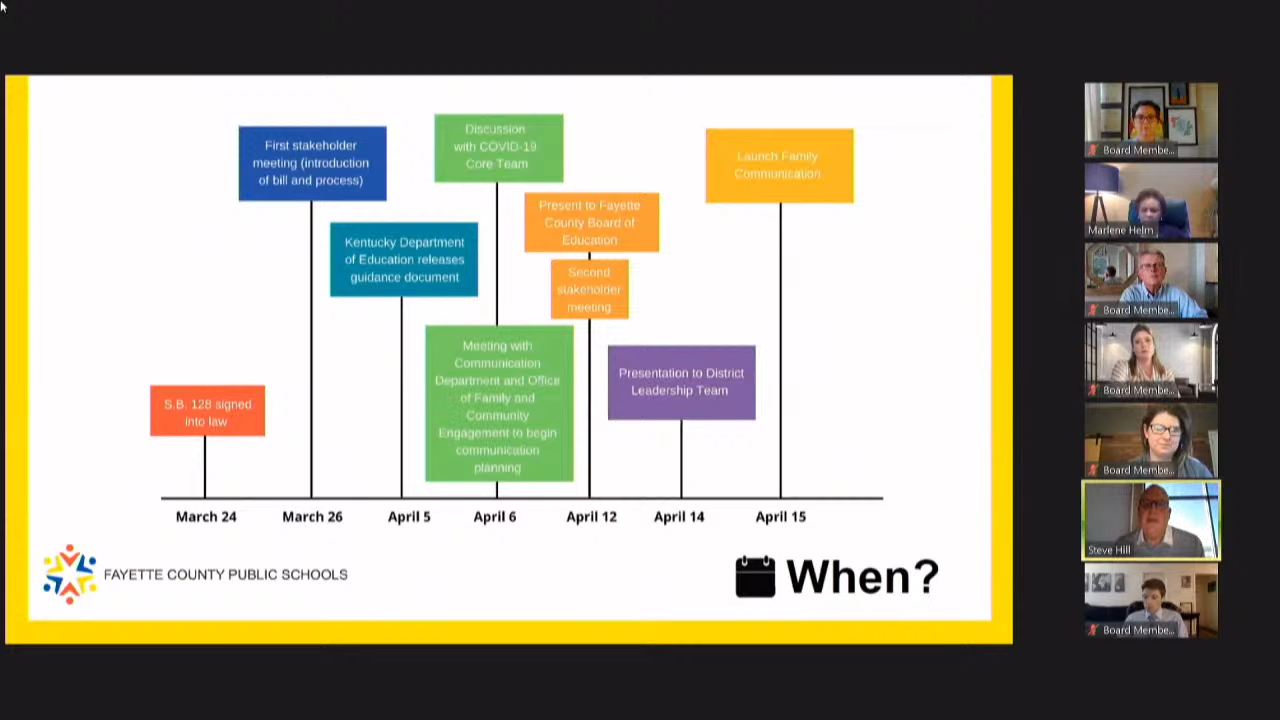 First stakeholder
meeting (introduction
of bill and process)
Discussion
with COVID-19
Core Team
Launch Family
Communication
Present to Fayette
County Board of
Education
Kentucky Department
of Education releases
guidance document
Second
stakeholder
meeting
Meeting with
Communication
Department and Office
of Family and
Community
Engagement to begin
communication
planning
Presentation to District
Leadership Team
S.B. 128 signed
into law
March 24
March 26
April 5
April 6
April 12
April 14
April 15
FAYETTE COUNTY PUBLIC SCHOOLS
When?
Board Membe...
Marlene Helm
Board Membe...
Board Membe...
Board Membe...
Steve Hill
Board Membe...